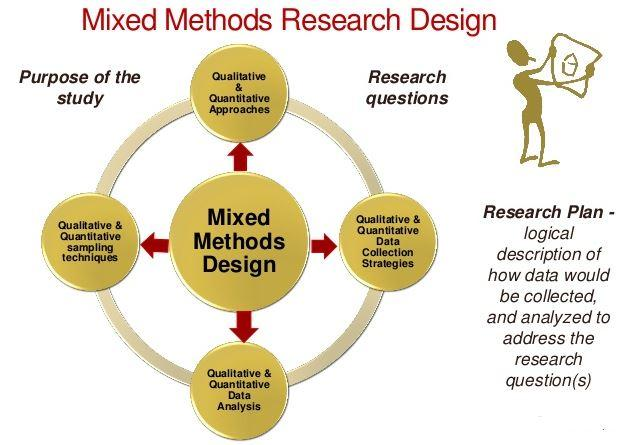 Mixed Methods Research Design
Purpose of the
study
Qualitative
&
Quantitative
Approaches
Research
questions
Qualitative &
Quantitative
sampling
techniques
Mixed
Methods
Design
Qualitative &
Quantitative
Data
Collection
Strategies
Qualitative &
Quantitative
Data
Analysis
Research Plan -
logical
description of
how data would
be collected,
and analyzed to
address the
research
question(s)